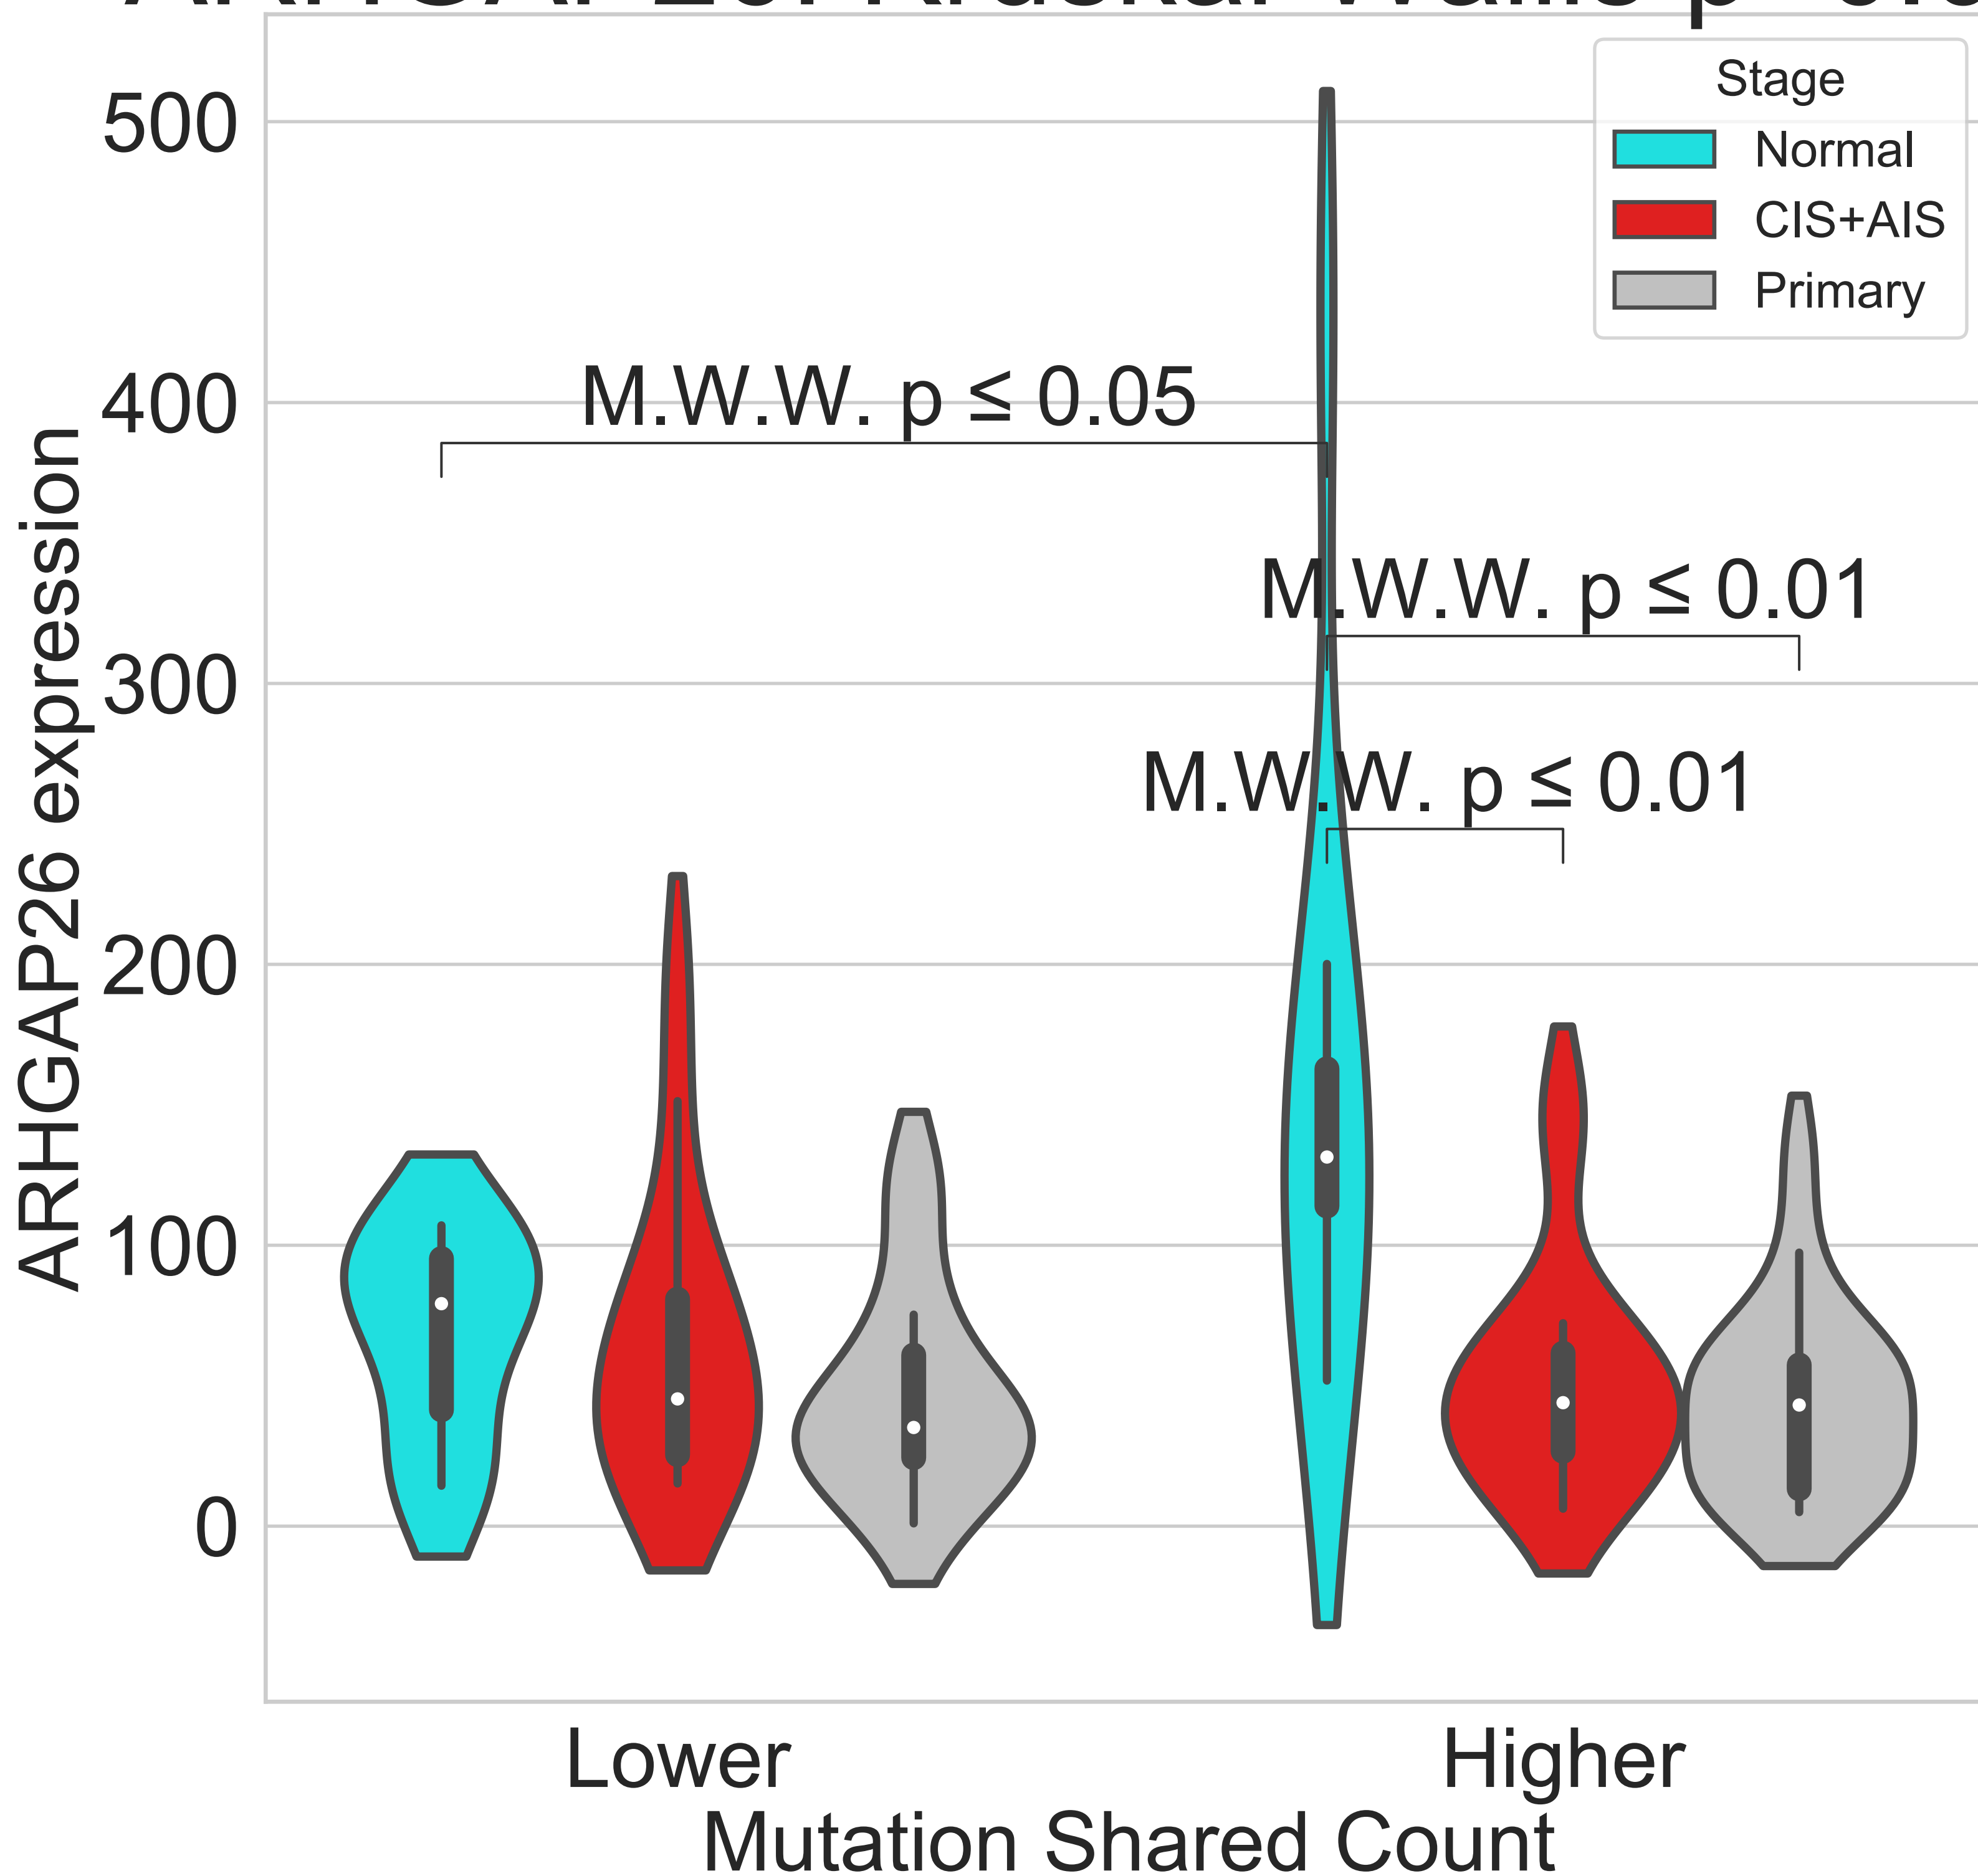 Stage
Normal
CIS+AIS
Primary
500
400
300
200
100
0
ARHGAP26 expression
M.W.W. p ≤ 0.05
M.W.W. p ≤ 0.01
M.W.W. p ≤ 0.01
Lower
Higher
Mutation Shared Count